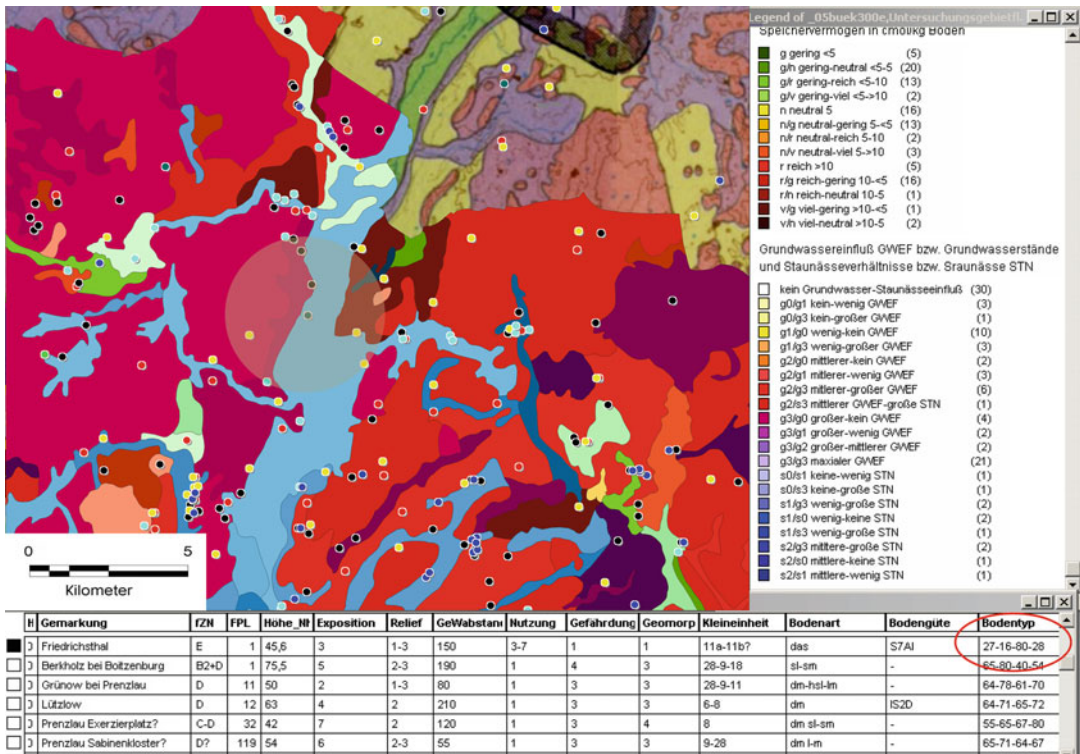 Legend of _05buek300e,Untersuchungsgebietfl
Speichervermögen in cmol/kg Boden
g gering <5 (5)
g/n gering-neutral <5-5 (20)
g/r gering-reich <5-10 (13)
g/v gering-viel <5->10 (2)
n neutral 5 (16)
n/g neutral-gering 5-<5 (13)
n/r neutral-reich 5-10 (2)
n/v neutral-viel 5->10 (3)
r reich >10 (5)
r/g reich-gering 10-<5 (16)
r/n reich-neutral 10-5 (1)
v/g viel-gering >10-<5 (1)
v/n viel-neutral >10-5 (2)
Grundwassereinfluß GWEF bzw. Grundwasserstände
und Staunässeverhältnisse bzw. Sraunässe STN
kein Grundwasser-Staunässeeinfluß (30)
g0/g1 kein-wenig GWEF (3)
g0/g3 kein-großer GWEF (1)
g1/g0 wenig-kein GWEF (10)
g1/g3 wenig-großer GWEF (3)
g2/g0 mittlerer-kein GWEF (2)
g2/g1 mitlerer-wenig GWEF (3)
g2/g3 mitlerer-großer GWEF (6)
g2/s3 mittlerer GWEF-große STN (1)
g3/g0 großer-kein GWEF (4)
g3/g1 großer-wenig GWEF (2)
g3/g2 großer-mittlerer GWEF (2)
g3/g3 maxialer GWEF (21)
s0/s1 keine-wenig STN (1)
s0/s3 keine-große STN (1)
s1/g3 wenig-große STN (2)
s1/s0 wenig-keine STN (2)
s1/s3 wenig-große STN (1)
s2/g3 mittere-große STN (2)
s2/s0 mittlere-keine STN (1)
s2/s1 mittlere-wenig STN (1)
0 5
Kilometer
H Gemarkung fZN FPL Höhe_Nh Exposition Relief GeWabstand Nutzung Gefährdung Geomorp Kleineinheit Bodenart Bodengüte Bodentyp
Friedrichsthal E 1 45,6 3 1-3 150 3-7 1 1 11a-11b? das S7Al 27-16-80-28
Berkholz bei Boitzenburg B2+D 1 75,5 5 2-3 190 1 4 3 28-9-18 sl-sm - 65-80-40-54
Grünow bei Prenzlau D 11 50 2 1-3 80 1 3 3 28-9-11 dm-hsl-lm - 64-78-61-70
Lützlow D 12 63 4 2 210 1 3 3 6-8 dm lS2D 64-71-65-72
Prenzlau Exerzierplatz? C-D 32 42 7 2 120 1 3 4 8 dm sl-sm - 55-65-67-80
Prenzlau Sabinenkloster? D? 119 54 6 2-3 55 1 3 3 9-28 dm l-m - 65-71-64-67